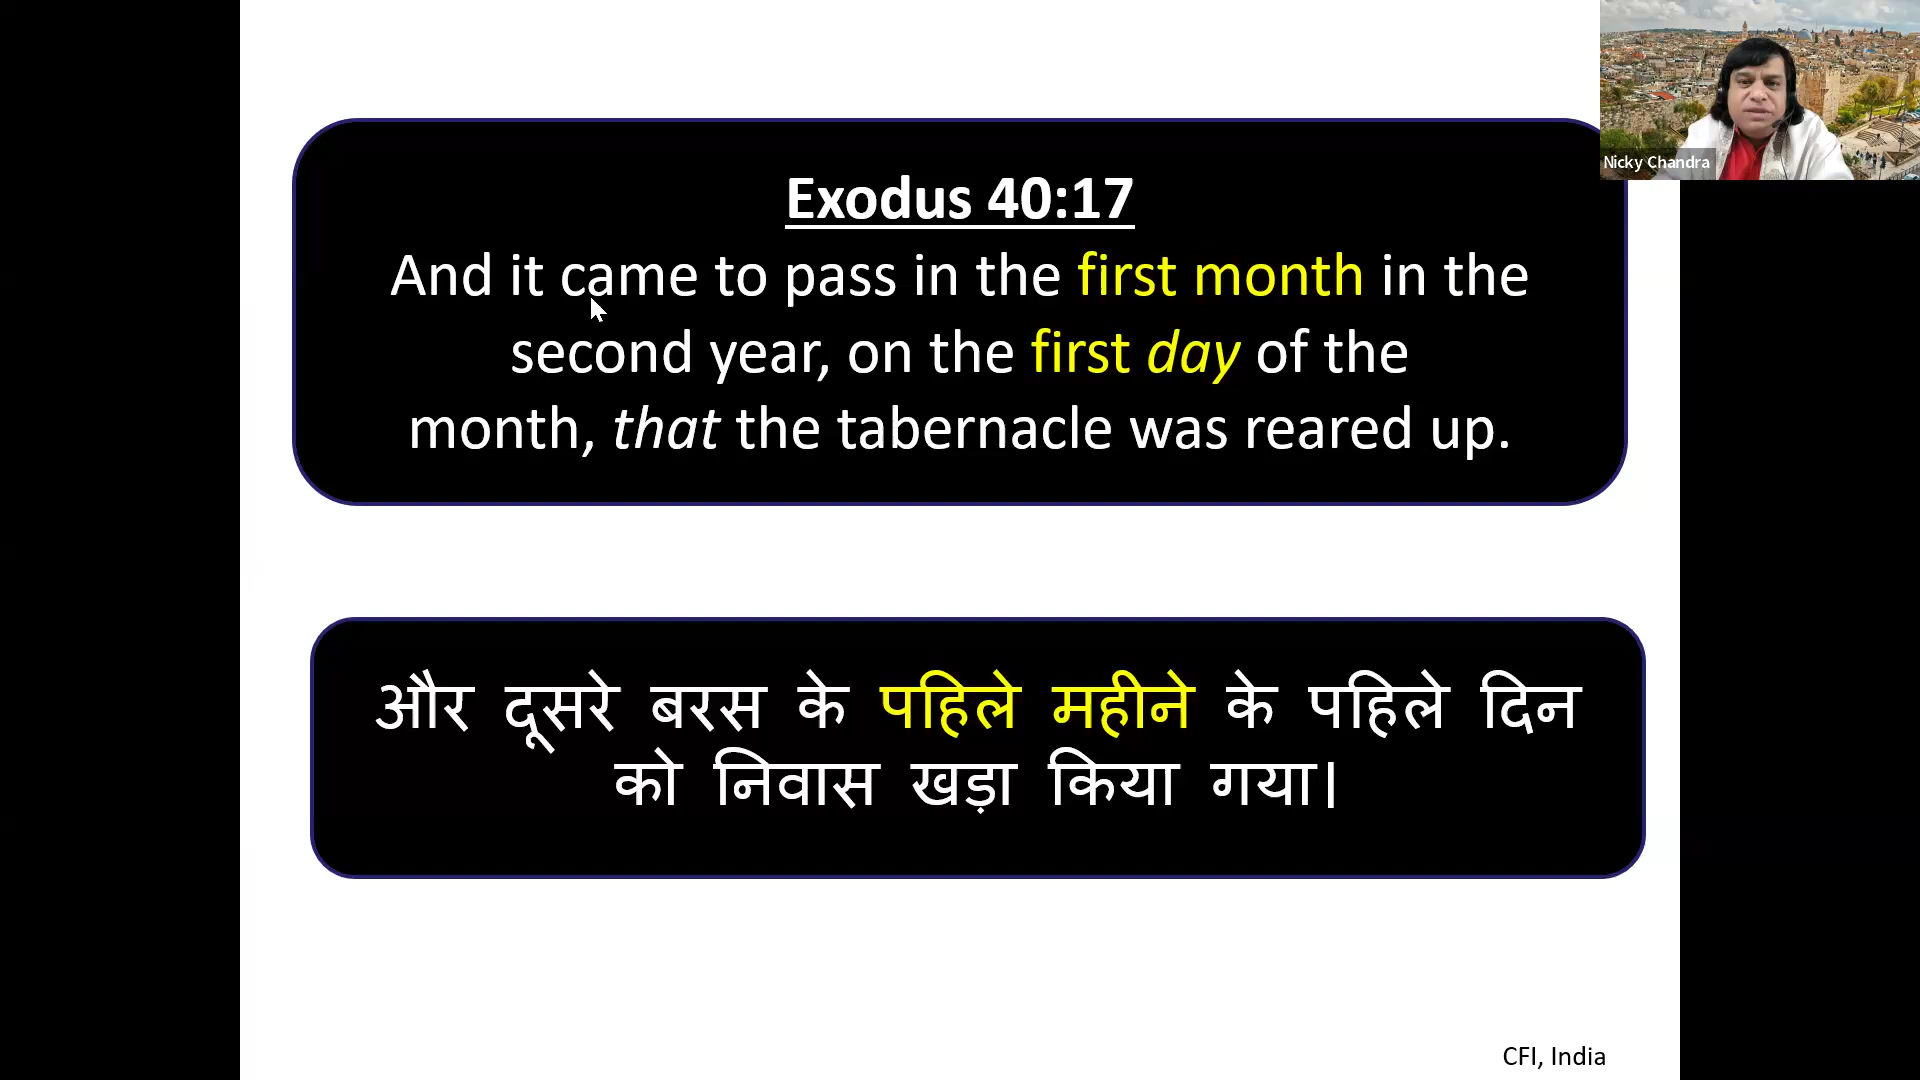 Exodus 40:17
And it came to pass in the first month in the
second year, on the first day of the
month, that the tabernacle was reared up.
Nicky Chandra
और दूसरे बरस के पहिले महीने के पहिले दिन
को निवास खड़ा किया गया।
CFI, India